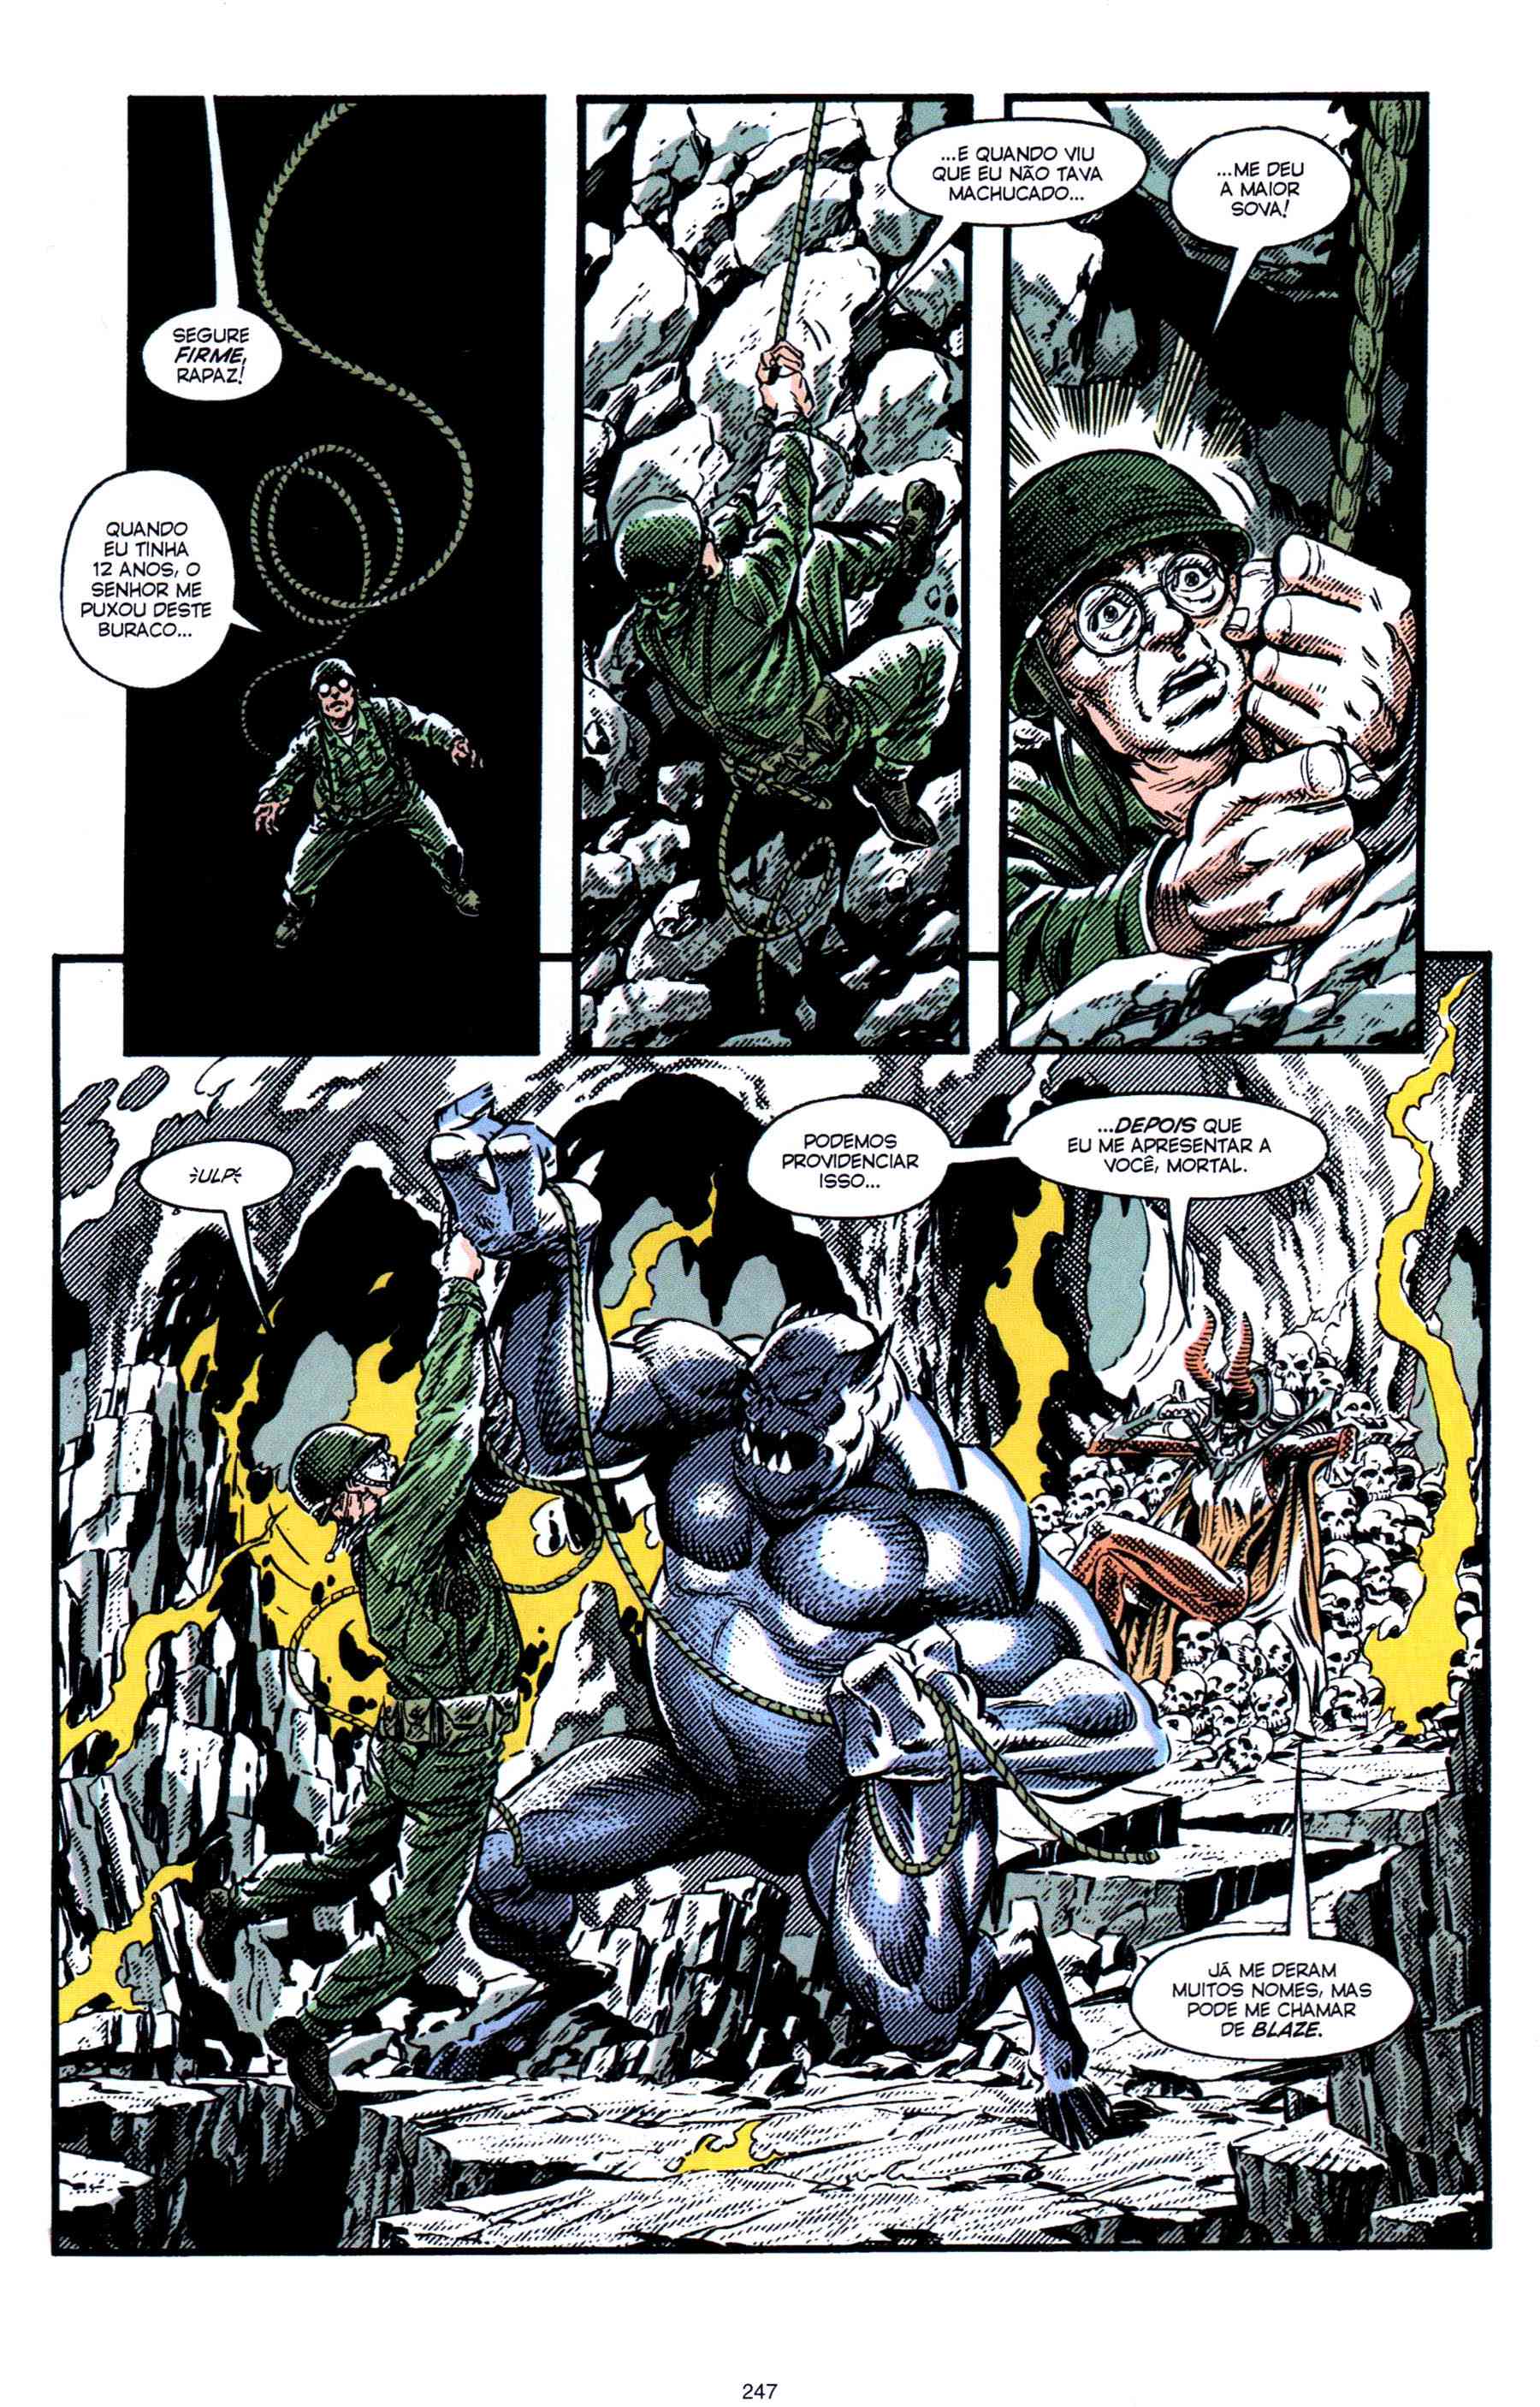 SEGURE
FIRME,
RAPAZ!
QUANDO
EU TINHA
12 ANOS, O
SENHOR ME
PUXOU DESTE
BURACO...
...E QUANDO VIU
QUE EU NÃO TAVA
MACHUCADO...
...ME DEU
A MAIOR
SOVA!
ULP
PODEMOS
PROVIDENCIAR
ISSO...
...DEPOIS QUE
EU ME APRESENTAR A
VOCÊ, MORTAL.
JÁ ME DERAM
MUITOS NOMES, MAS
PODE ME CHAMAR
DE BLAZE.
247